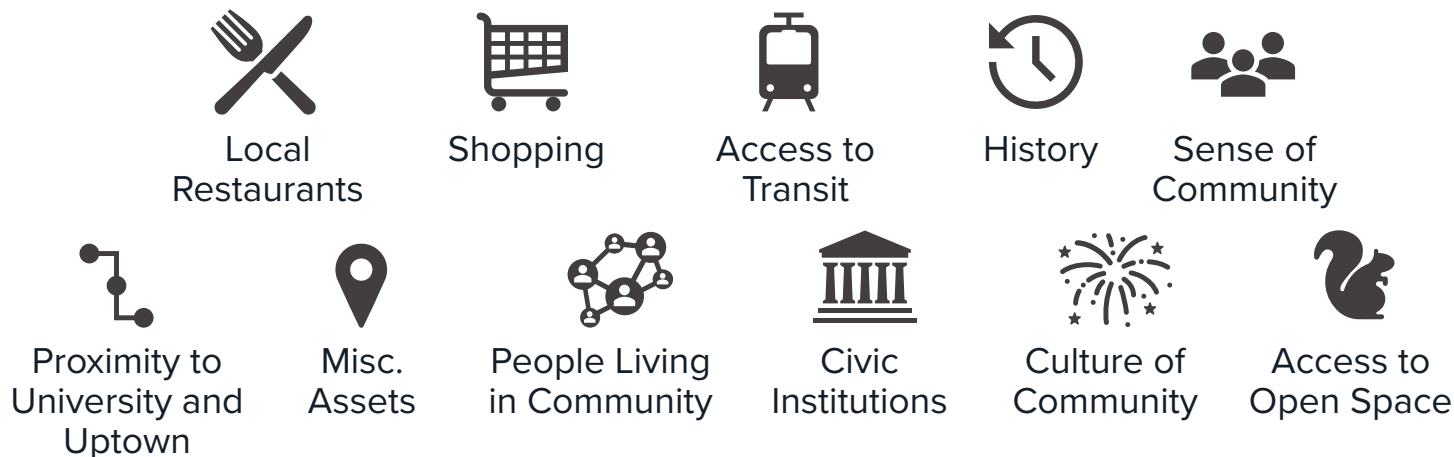 Local
Restaurants
Shopping
Access to
Transit
History
Sense of
Community
Proximity to
University and
Uptown
Misc.
Assets
People Living
in Community
Civic
Institutions
Culture of
Community
Access to
Open Space